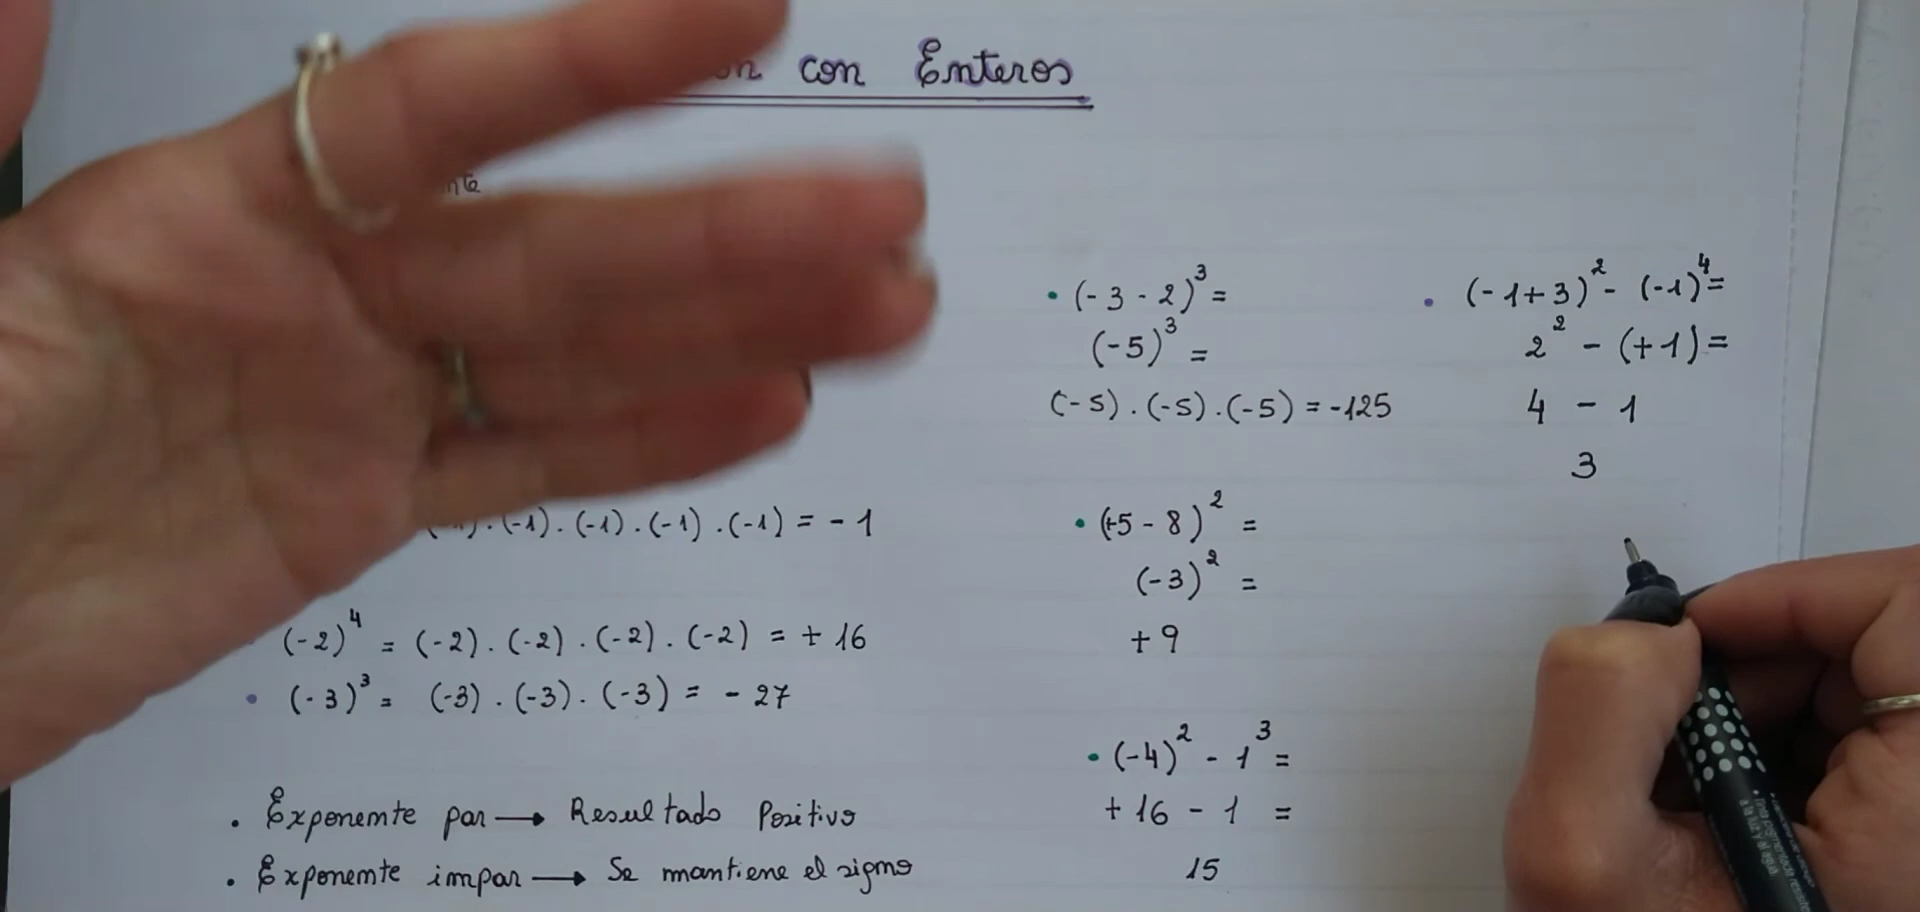 con Enteros
(-3-2)³=
(-5)³ =
(-5).(-5).(-5) = -125
(-1+3)²- (-1)⁴=
2² - (+1)=
4 - 1
3
.(-1).(-1).(-1).(-1) = -1
(-2)⁴ = (-2).(-2).(-2).(-2) = +16
(-3)³= (-3).(-3).(-3) = -27
(+5-8)² =
(-3)² =
+9
(-4)² - 1³ =
+16 - 1 =
15
. Exponente par → Resultado Positivo
. Exponente impar → Se mantiene el signo